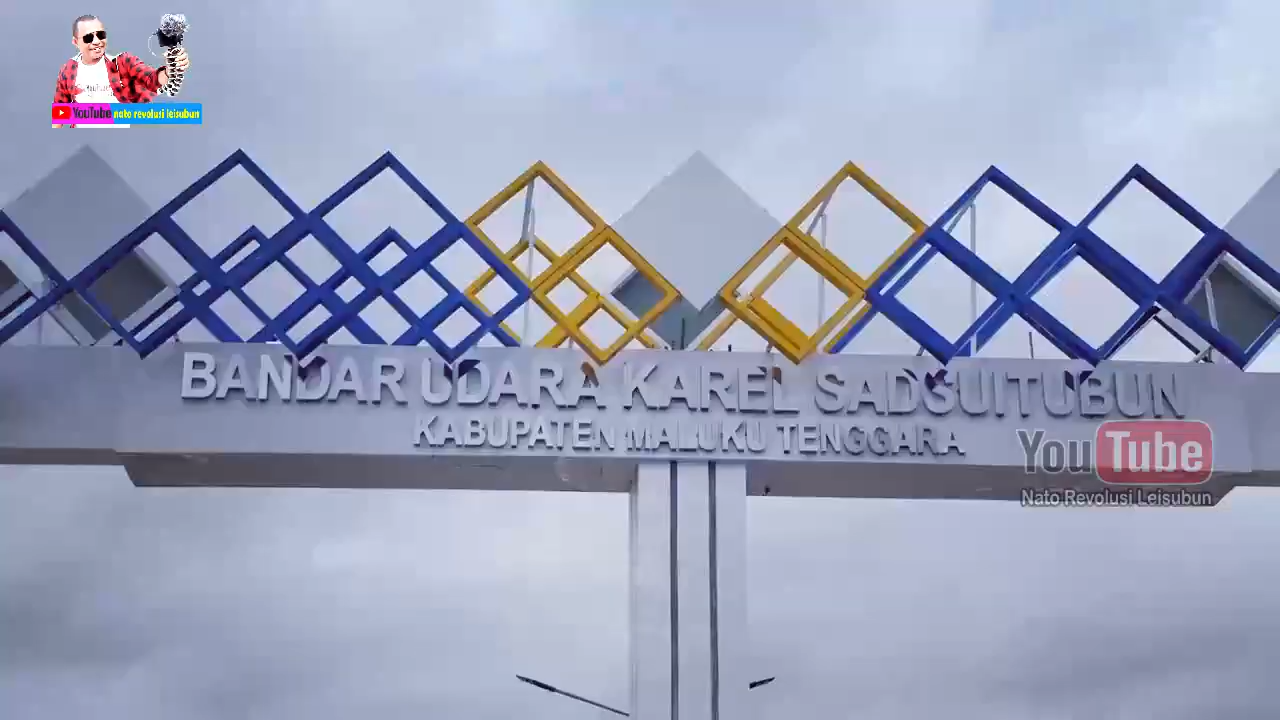 YouTube nato revolusi leisubun
BANDAR UDARA KAREL SADSUITUBUN
KABUPATEN MALUKU TENGGARA
YouTube
Nato Revolusi Leisubun